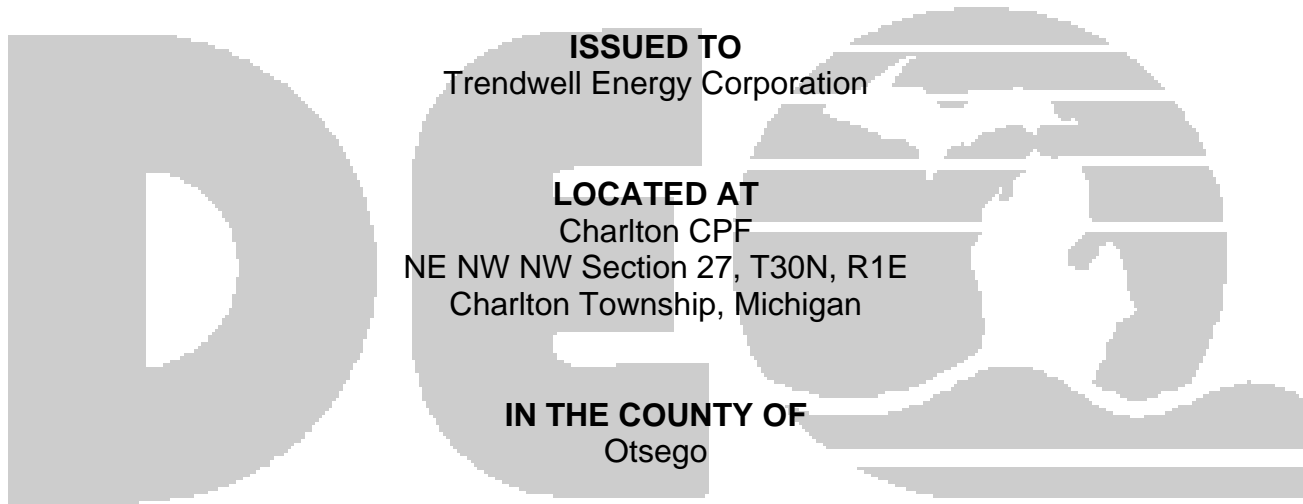 ISSUED TO
Trendwell Energy Corporation
LOCATED AT
Charlton CPF
NE NW NW Section 27, T30N, R1E
Charlton Township, Michigan
IN THE COUNTY OF
Otsego
DEQ